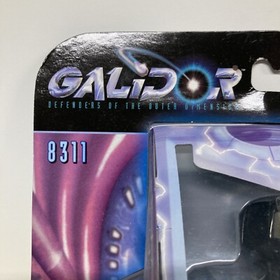 GALIDOR
DEFENDERS OF THE OUTER DIMENSION
8311